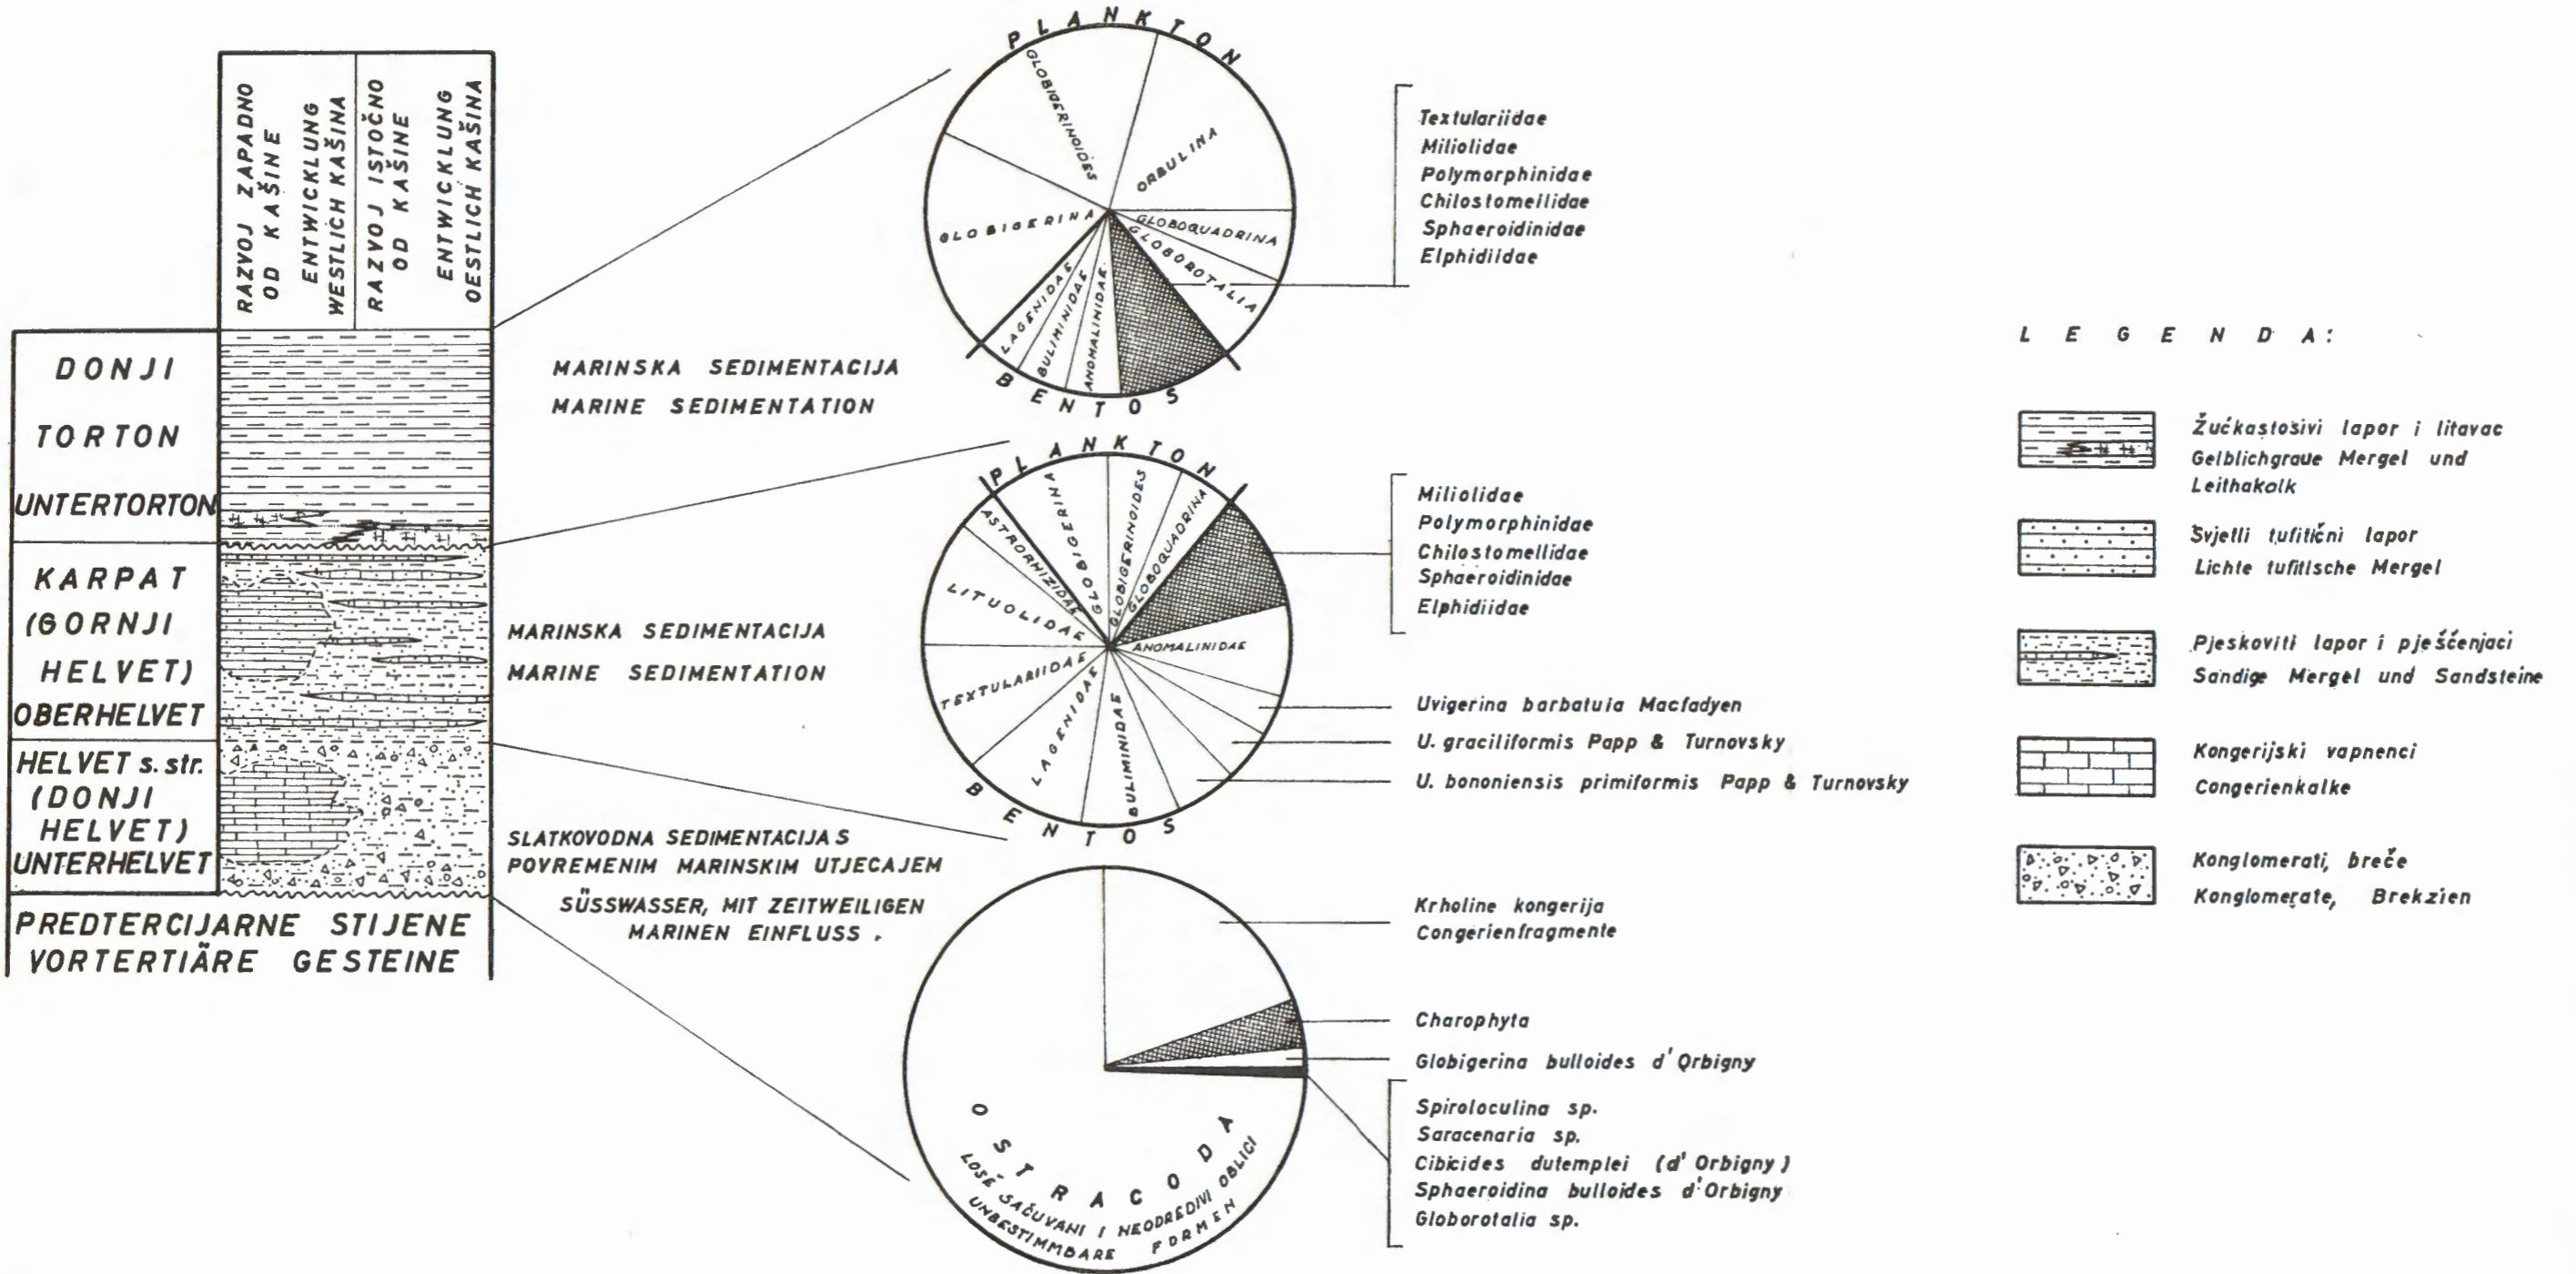 RAZVOJ ZAPADNO
OD KAŠINE
ENTWICKLUNG
WESTLICH KAŠINA
RAZVOJ ISTOČNO
OD KAŠINE
ENTWICKLUNG
OESTLICH KAŠINA
DONJI
TORTON
UNTERTORTON
KARPAT
(GORNJI
HELVET)
OBERHELVET
HELVET s. str.
(DONJI
HELVET)
UNTERHELVET
PREDTERCIJARNE STIJENE
VORTERTIÄRE GESTEINE
MARINSKA SEDIMENTACIJA
MARINE SEDIMENTATION
MARINSKA SEDIMENTACIJA
MARINE SEDIMENTATION
SLATKOVODNA SEDIMENTACIJA S
POVREMENIM MARINSKIM UTJECAJEM
SÜSSWASSER, MIT ZEITWEILIGEN
MARINEN EINFLUSS.
PLANKTON
GLOBIGERINOIDES
ORBULINA
GLOBIGERINA
GLOBOQUADRINA
GLOBOROTALIA
LAGENIDAE
BULIMINIDAE
ANOMALINIDAE
BENTOS
Textulariidae
Miliolidae
Polymorphinidae
Chilostomellidae
Sphaeroidinidae
Elphidiidae
PLANKTON
GLOBIGERINA
GLOBIGERINOIDES
GLOBOQUADRINA
ASTRORHIZIDAE
LITUOLIDAE
TEXTULARIIDAE
LAGENIDAE
BULIMINIDAE
ANOMALINIDAE
BENTOS
Miliolidae
Polymorphinidae
Chilostomellidae
Sphaeroidinidae
Elphidiidae
Uvigerina barbatula Macfadyen
U. graciliformis Papp & Turnovsky
U. bononiensis primiformis Papp & Turnovsky
OSTRACODA
LOŠE SAČUVANI I NEODREDIVI OBLICI
UNBESTIMMBARE FORMEN
Krholine kongerija
Congerienfragmente
Charophyta
Globigerina bulloides d'Orbigny
Spiroloculina sp.
Saracenaria sp.
Cibicides dutemplei (d'Orbigny)
Sphaeroidina bulloides d'Orbigny
Globorotalia sp.
LEGENDA:
Žućkastosivi lapor i litavac
Gelblichgraue Mergel und
Leithakalk
Svjetli tufitični lapor
Lichte tufitische Mergel
Pjeskoviti lapor i pješčenjaci
Sandige Mergel und Sandsteine
Kongerijski vapnenci
Congerienkalke
Konglomerati, breče
Konglomerate, Brekzien